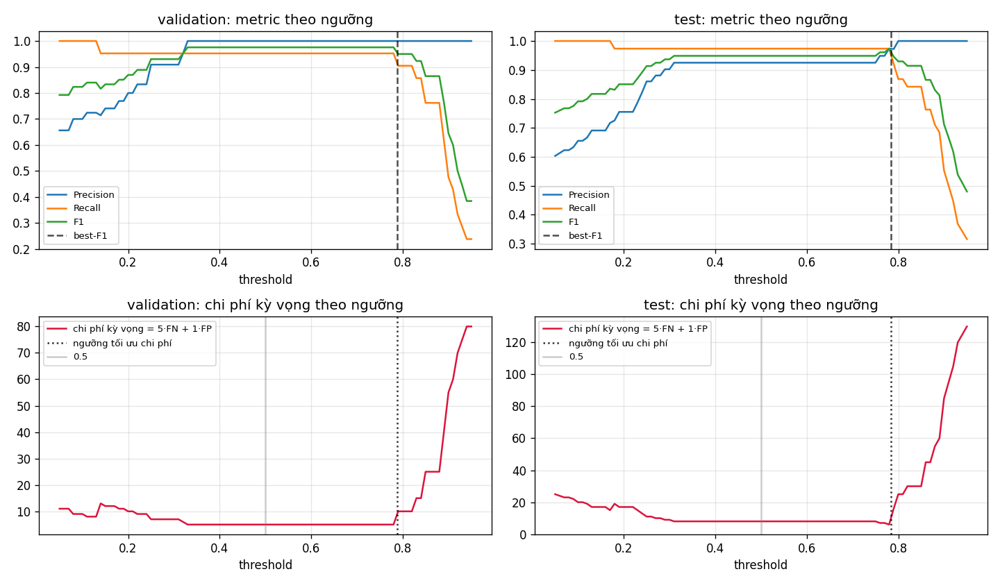 validation: metric theo ngưỡng
1.0
0.9
0.8
0.7
0.6
0.5
0.4
0.3
0.2
Precision
Recall
F1
best-F1
0.2 0.4 0.6 0.8
threshold
test: metric theo ngưỡng
1.0
0.9
0.8
0.7
0.6
0.5
0.4
0.3
Precision
Recall
F1
best-F1
0.2 0.4 0.6 0.8
threshold
validation: chi phí kỳ vọng theo ngưỡng
80
70
60
50
40
30
20
10
chi phí kỳ vọng = 5·FN + 1·FP
ngưỡng tối ưu chi phí
0.5
0.2 0.4 0.6 0.8
threshold
test: chi phí kỳ vọng theo ngưỡng
120
100
80
60
40
20
0
chi phí kỳ vọng = 5·FN + 1·FP
ngưỡng tối ưu chi phí
0.5
0.2 0.4 0.6 0.8
threshold